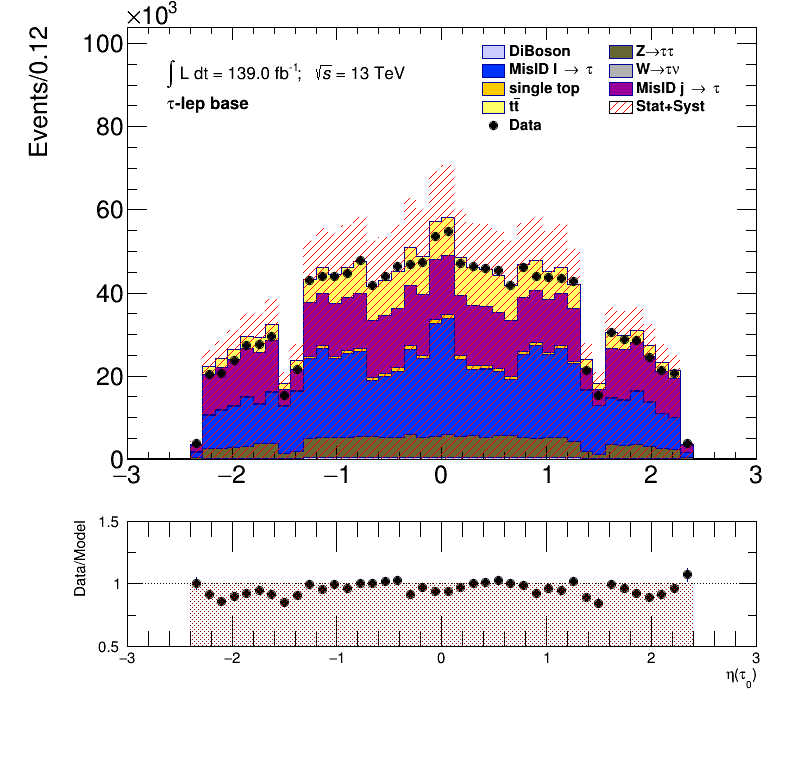 ×10³
Events/0.12
100
80
60
40
20
0
∫ L dt = 139.0 fb⁻¹; √s = 13 TeV
τ-lep base
DiBoson
MisID l → τ
single top
tt̄
Data
Z→ττ
W→τν
MisID j → τ
Stat+Syst
−3 −2 −1 0 1 2 3
Data/Model
1.5
1
0.5
−3 −2 −1 0 1 2 3
η(τ₀)